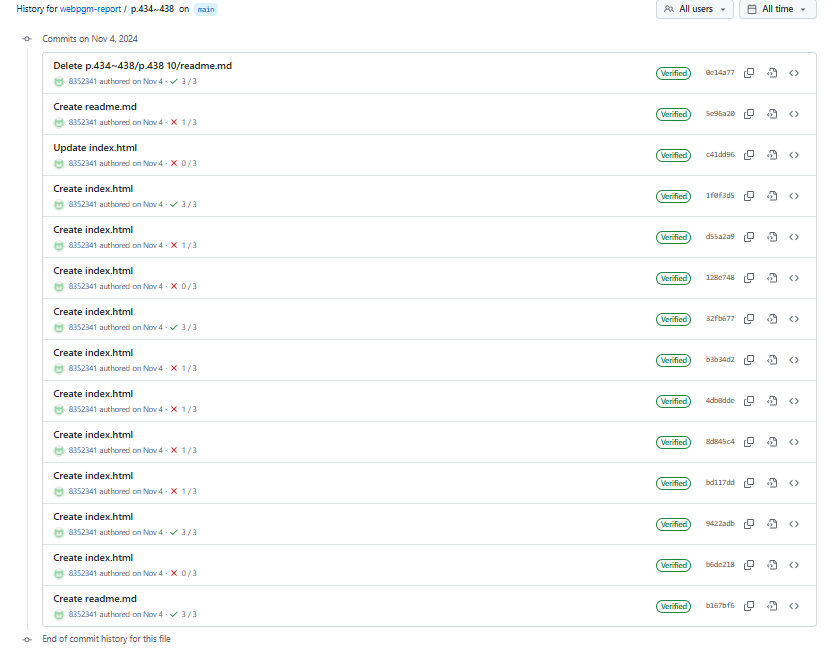 History for webpgm-report / p.434~438 on main
All users
All time
Commits on Nov 4, 2024
Delete p.434~438/p.438 10/readme.md
8352341 authored on Nov 4 · 3 / 3
Verified 0e14a77
Create readme.md
8352341 authored on Nov 4 · 1 / 3
Verified 5e96a20
Update index.html
8352341 authored on Nov 4 · 0 / 3
Verified c41dd96
Create index.html
8352341 authored on Nov 4 · 3 / 3
Verified 1f0f3d5
Create index.html
8352341 authored on Nov 4 · 1 / 3
Verified d55a2a9
Create index.html
8352341 authored on Nov 4 · 0 / 3
Verified 128e748
Create index.html
8352341 authored on Nov 4 · 3 / 3
Verified 32fb677
Create index.html
8352341 authored on Nov 4 · 1 / 3
Verified b3b34d2
Create index.html
8352341 authored on Nov 4 · 1 / 3
Verified 4db0dde
Create index.html
8352341 authored on Nov 4 · 1 / 3
Verified 8d845c4
Create index.html
8352341 authored on Nov 4 · 1 / 3
Verified bd117dd
Create index.html
8352341 authored on Nov 4 · 3 / 3
Verified 9422adb
Create index.html
8352341 authored on Nov 4 · 0 / 3
Verified b6de218
Create readme.md
8352341 authored on Nov 4 · 3 / 3
Verified b167bf6
End of commit history for this file